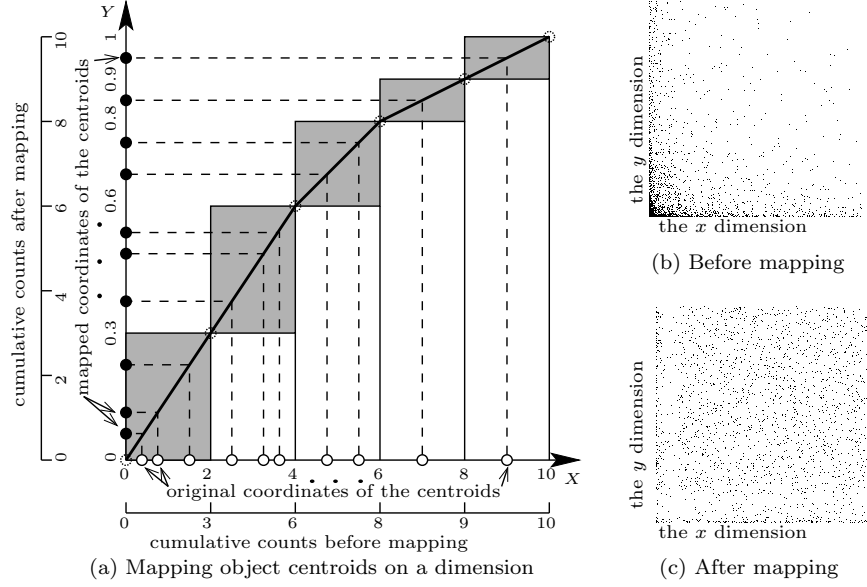 Y
10
8
6
4
2
0
cumulative counts after mapping
mapped coordinates of the centroids
1
0.9
0.8
0.6
0.3
0
0
2
4
6
8
10
X
original coordinates of the centroids
0
3
6
8
9
10
cumulative counts before mapping
(a) Mapping object centroids on a dimension
the y dimension
the x dimension
(b) Before mapping
the y dimension
the x dimension
(c) After mapping